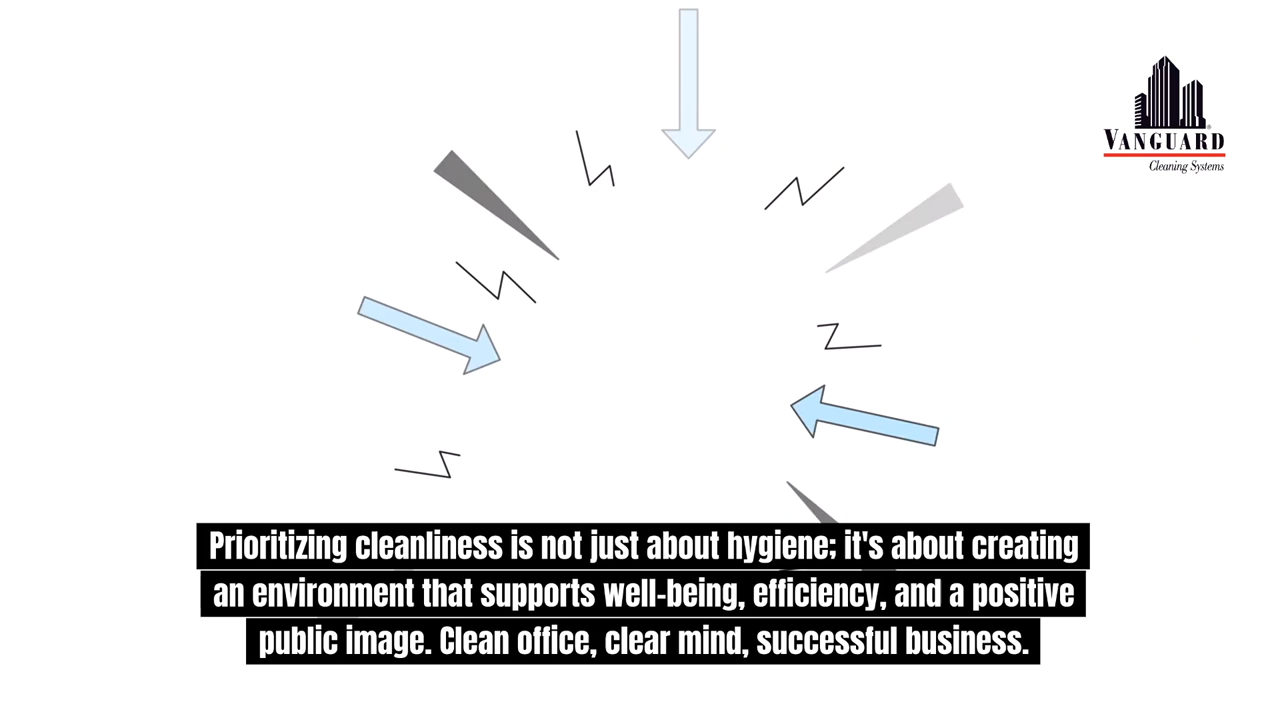 VANGUARD
Cleaning Systems
Prioritizing cleanliness is not just about hygiene; it's about creating
an environment that supports well-being, efficiency, and a positive
public image. Clean office, clear mind, successful business.